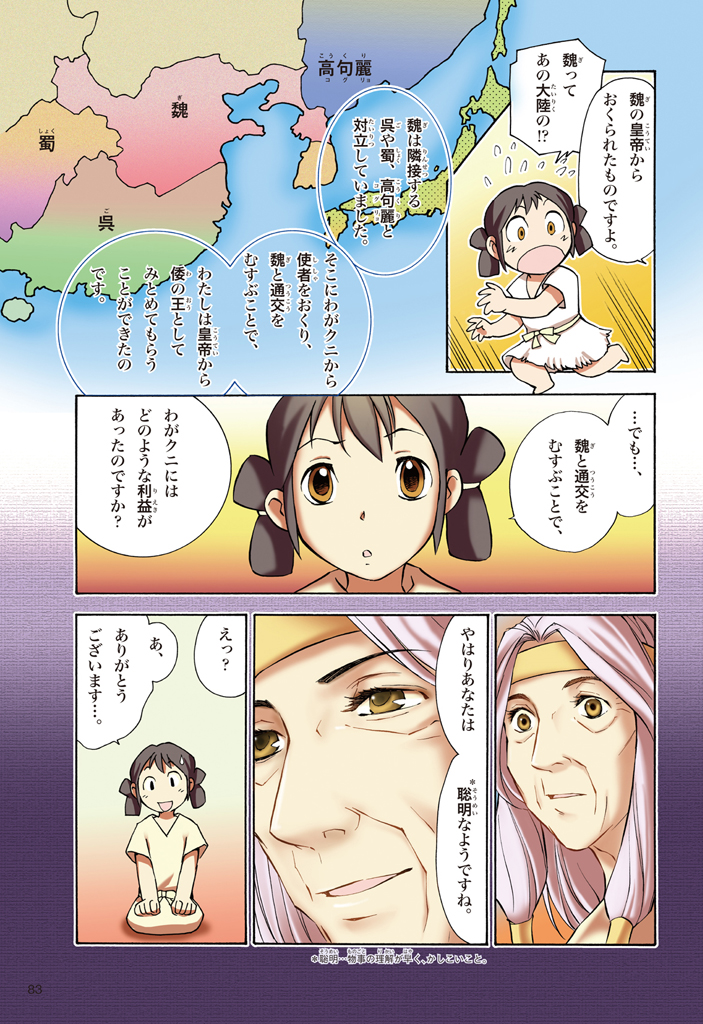 魏の皇帝から
おくられたものですよ。
魏って
あの大陸の!?
高句麗
魏
蜀
呉
魏は隣接する
呉や蜀、高句麗と
対立していました。
そこにわがクニから
使者をおくり、
魏と通交を
むすぶことで、
わたしは皇帝から
倭の王として
みとめてもらう
ことができたの
です。
…でも…、
魏と通交を
むすぶことで、
わがクニには
どのような利益が
あったのですか?
やはりあなたは
*聡明なようですね。
えっ?
あ、
ありがとう
ございます…。
*聡明…物事の理解が早く、かしこいこと。
83